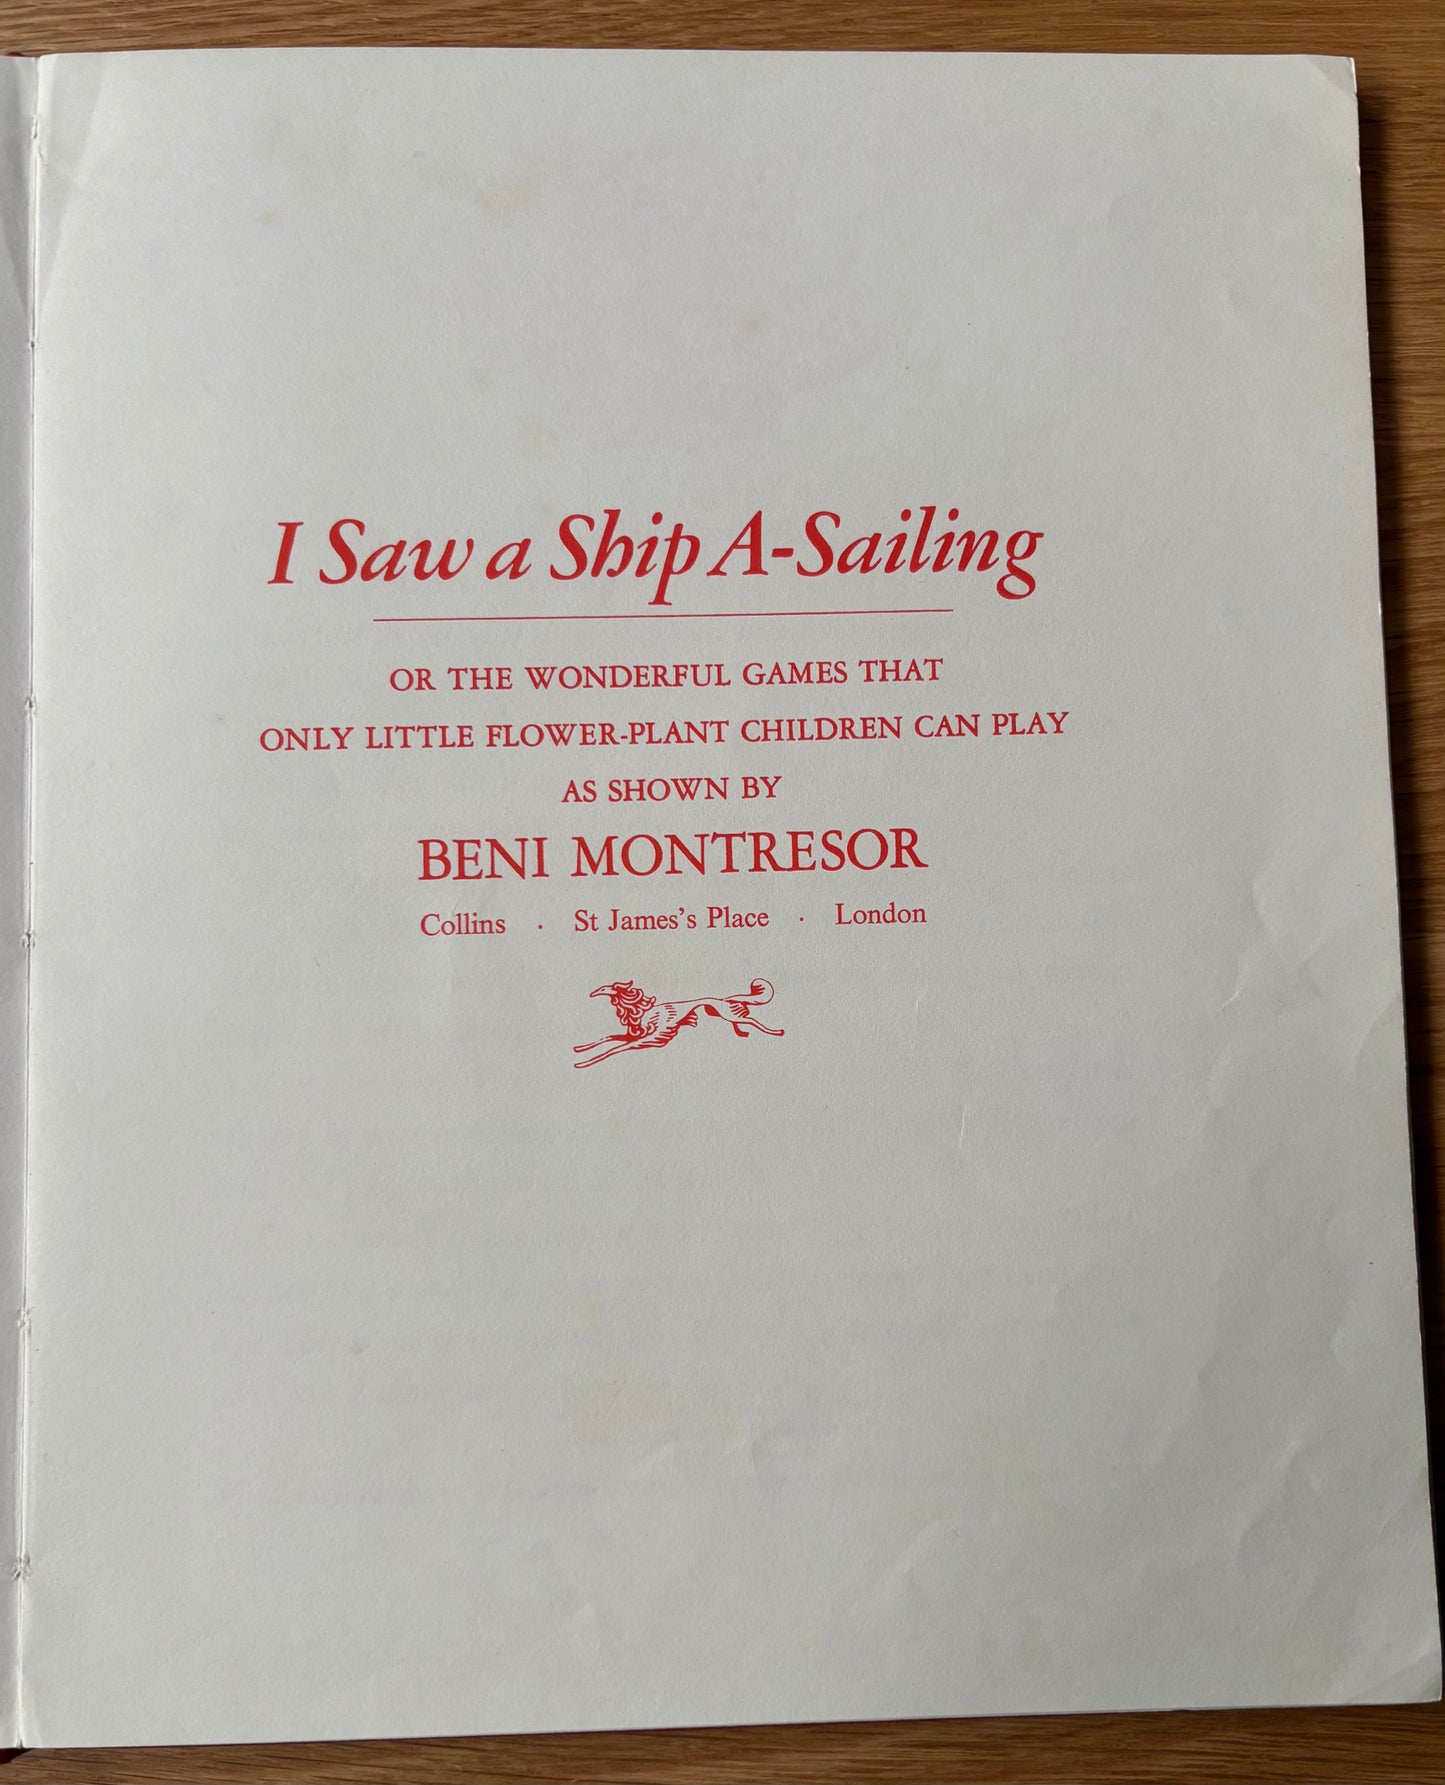 I Saw a Ship A-Sailing
OR THE WONDERFUL GAMES THAT
ONLY LITTLE FLOWER-PLANT CHILDREN CAN PLAY
AS SHOWN BY
BENI MONTRESOR
Collins · St James's Place · London